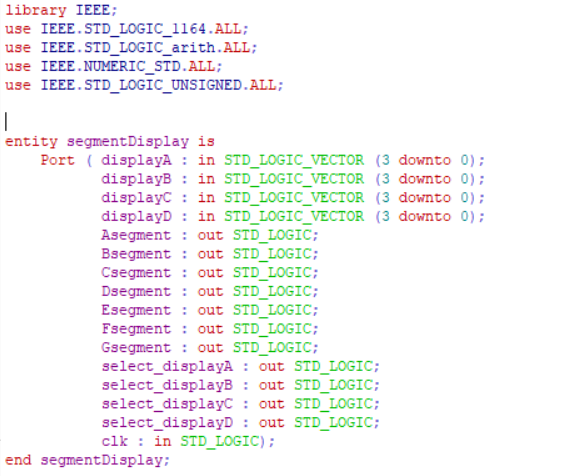 library IEEE;
use IEEE.STD_LOGIC_1164.ALL;
use IEEE.STD_LOGIC_arith.ALL;
use IEEE.NUMERIC_STD.ALL;
use IEEE.STD_LOGIC_UNSIGNED.ALL;
entity segmentDisplay is
Port ( displayA : in STD_LOGIC_VECTOR (3 downto 0);
displayB : in STD_LOGIC_VECTOR (3 downto 0);
displayC : in STD_LOGIC_VECTOR (3 downto 0);
displayD : in STD_LOGIC_VECTOR (3 downto 0);
Asegment : out STD_LOGIC;
Bsegment : out STD_LOGIC;
Csegment : out STD_LOGIC;
Dsegment : out STD_LOGIC;
Esegment : out STD_LOGIC;
Fsegment : out STD_LOGIC;
Gsegment : out STD_LOGIC;
select_displayA : out STD_LOGIC;
select_displayB : out STD_LOGIC;
select_displayC : out STD_LOGIC;
select_displayD : out STD_LOGIC;
clk : in STD_LOGIC);
end segmentDisplay;